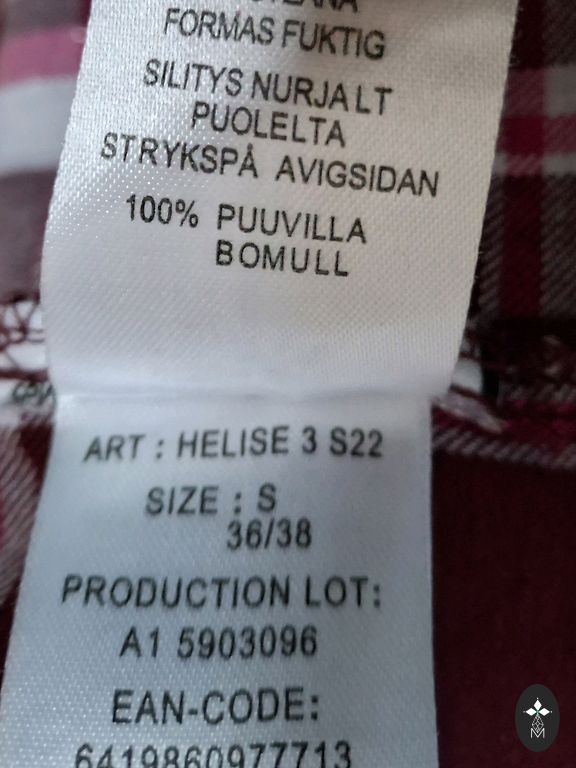 FORMAS FUKTIG
SILITYS NURJALT
PUOLELTA
STRYKSPÅ AVIGSIDAN
100% PUUVILLA
BOMULL
ART : HELISE 3 S22
SIZE : S
36/38
PRODUCTION LOT:
A1 5903096
EAN-CODE:
6419860977713
M